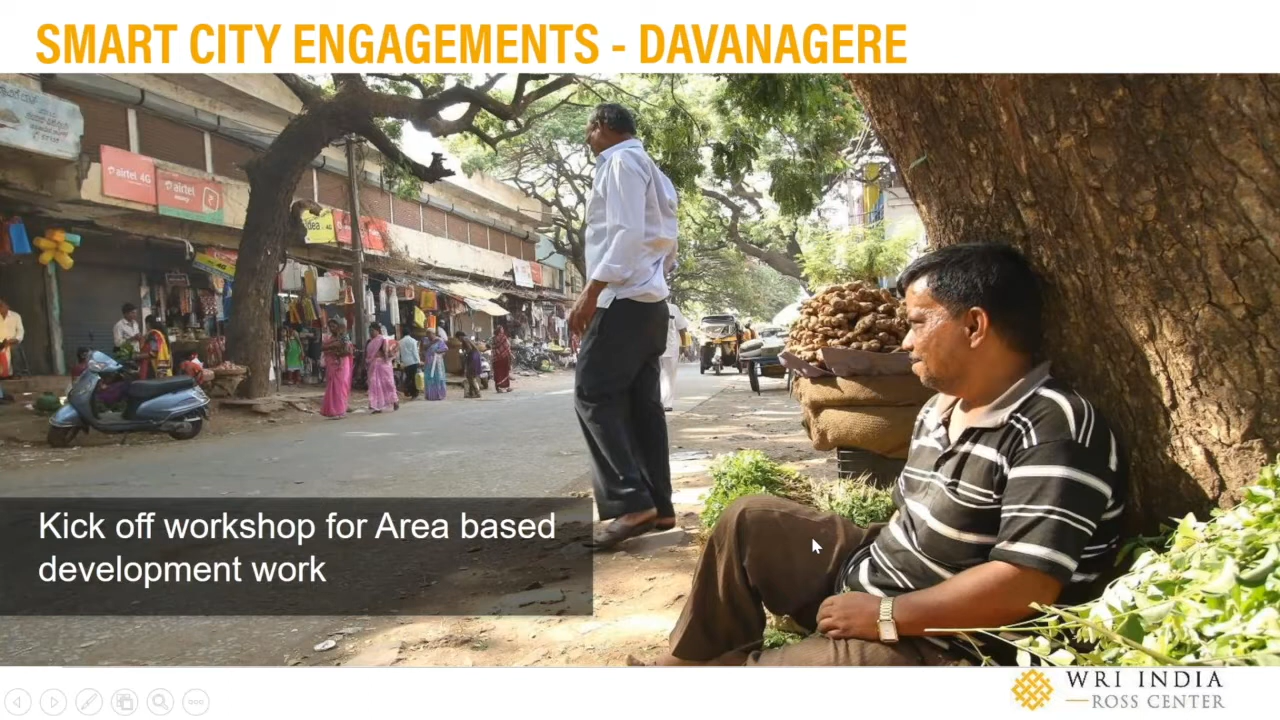 SMART CITY ENGAGEMENTS - DAVANAGERE
airtel 4G
airtel
money
idea
Kick off workshop for Area based
development work
WRI INDIA
ROSS CENTER